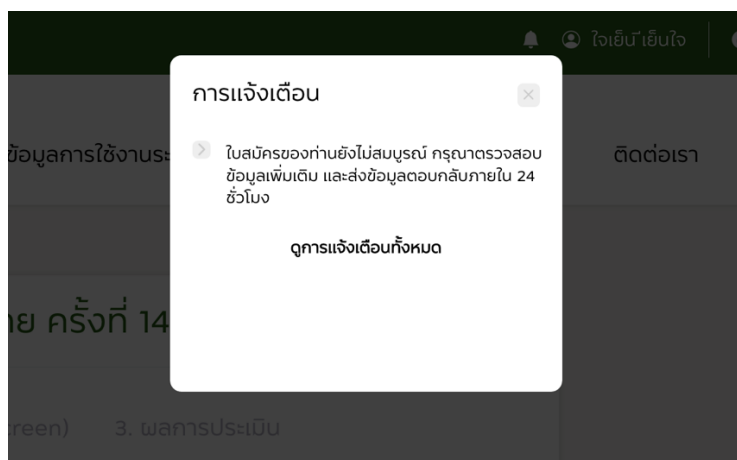 ใจเย็น ีเย็นใจ
การแจ้งเตือน
ข้อมูลการใช้งานระ
ใบสมัครของท่านยังไม่สมบูรณ์ กรุณาตรวจสอบ
ติดต่อเรา
ข้อมูลเพิ่มเติม และส่งข้อมูลตอบกลับภายใน 24
ชั่วโมง
ดูการแจ้งเตือนทั้งหมด
าย ครั้งที่ 14
creen) 3. ผลการประเมิน